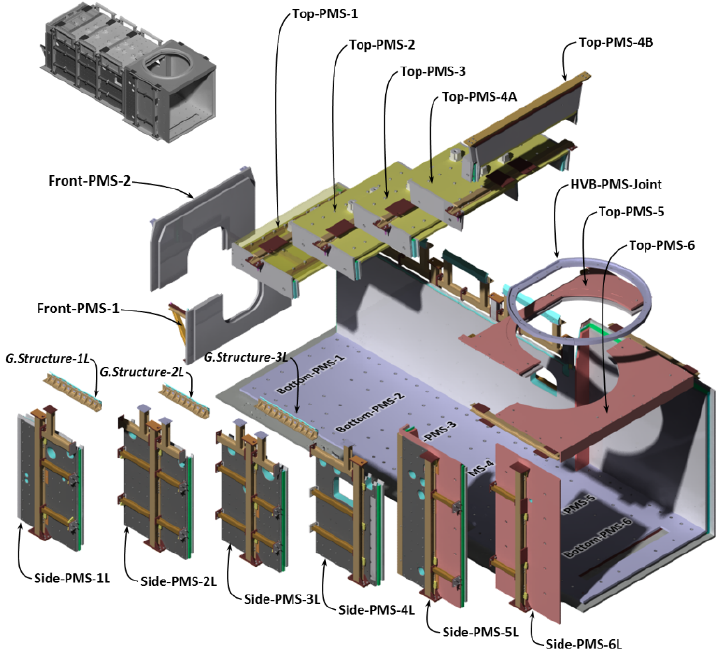 Top-PMS-1
Top-PMS-2
Top-PMS-3
Top-PMS-4A
Top-PMS-4B
Front-PMS-2
HVB-PMS-Joint
Top-PMS-5
Top-PMS-6
Front-PMS-1
G.Structure-1L
G.Structure-2L
G.Structure-3L
Bottom-PMS-1
Bottom-PMS-2
-PMS-3
MS-4
-PMS-5
Bottom-PMS-6
Side-PMS-1L
Side-PMS-2L
Side-PMS-3L
Side-PMS-4L
Side-PMS-5L
Side-PMS-6L